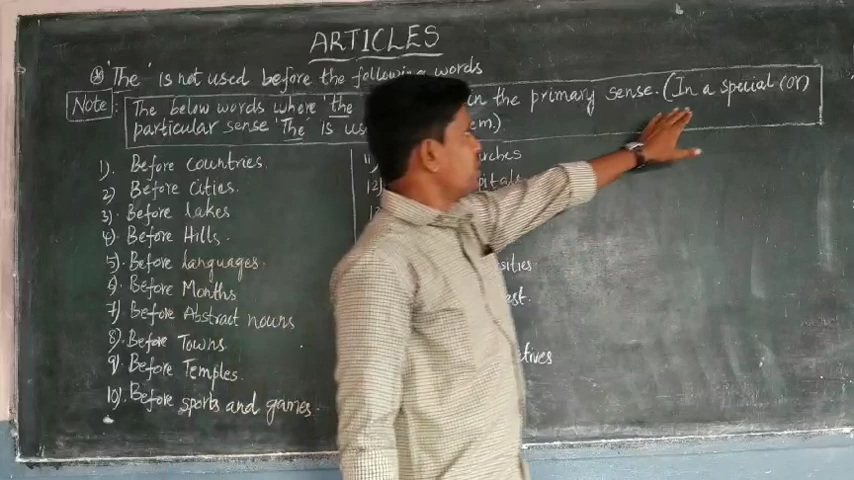 ARTICLES
* 'The' is not used before the following words
Note: The below words where the in the primary sense. (In a special (or)
particular sense 'The' is us em)
1). Before countries.
2) Before cities.
3). Before lakes
4). Before Hills.
5). Before languages.
6). Before Months
7). Before Abstract nouns
8). Before Towns
9). Before Temples.
10). Before sports and games.
11). rches
12). pitals
sities
est.
tives